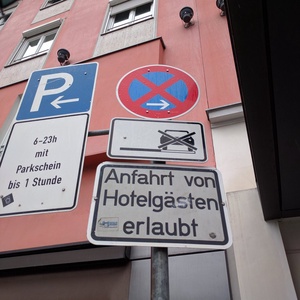 P
6-23h
mit
Parkschein
bis 1 Stunde
Anfahrt von
Hotelgästen
erlaubt